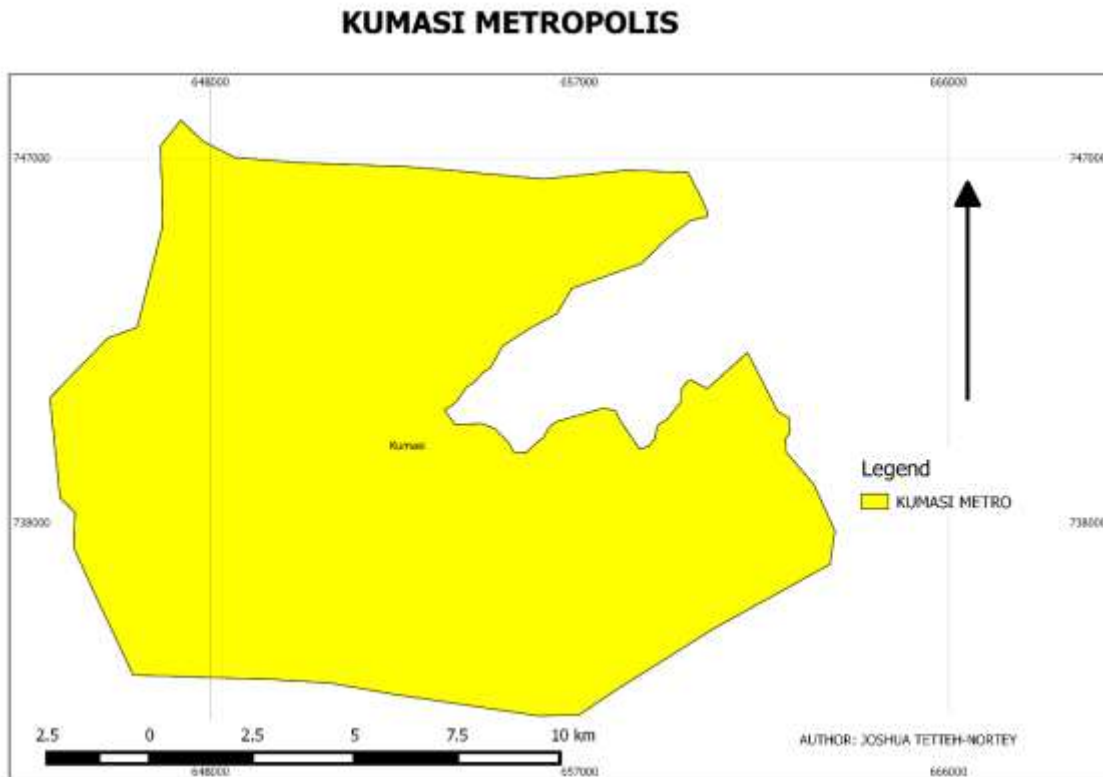 KUMASI METROPOLIS
648000 657000 666000
747000 747000
Kumasi
Legend
KUMASI METRO
738000 738000
2.5 0 2.5 5 7.5 10 km
AUTHOR: JOSHUA TETTEH-NORTEY
648000 657000 666000